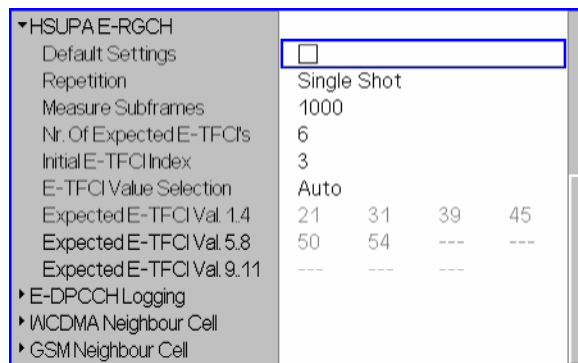 HSUPA E-RGCH
Default Settings
Repetition Single Shot
Measure Subframes 1000
Nr. Of Expected E-TFCI's 6
Initial E-TFCI Index 3
E-TFCI Value Selection Auto
Expected E-TFCI Val. 1..4 21 31 39 45
Expected E-TFCI Val. 5..8 50 54 --- ---
Expected E-TFCI Val. 9..11 --- --- ---
E-DPCCH Logging
WCDMA Neighbour Cell
GSM Neighbour Cell